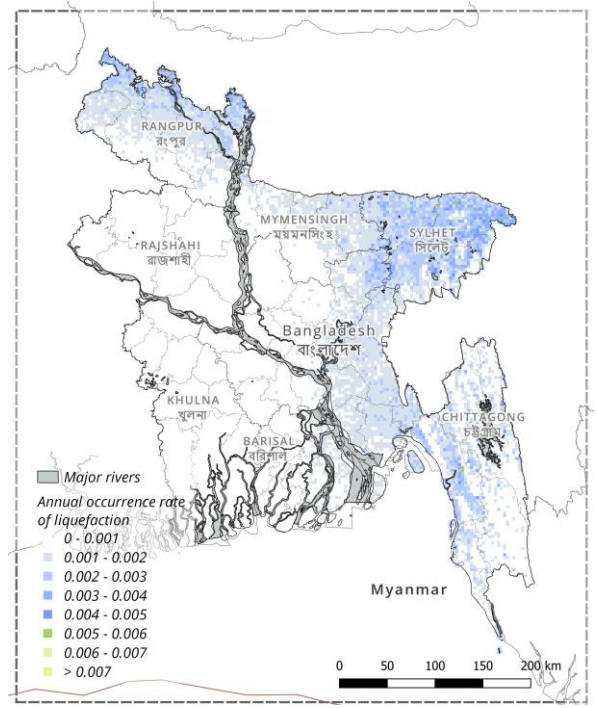 RANGPUR
রংপুর
MYMENSINGH
ময়মনসিংহ
SYLHET
সিলেট
RAJSHAHI
রাজশাহী
Bangladesh
বাংলাদেশ
KHULNA
খুলনা
BARISAL
বরিশাল
CHITTAGONG
চট্টগ্রাম
Major rivers
Annual occurrence rate
of liquefaction
0 - 0.001
0.001 - 0.002
0.002 - 0.003
0.003 - 0.004
0.004 - 0.005
0.005 - 0.006
0.006 - 0.007
> 0.007
Myanmar
0 50 100 150 200 km